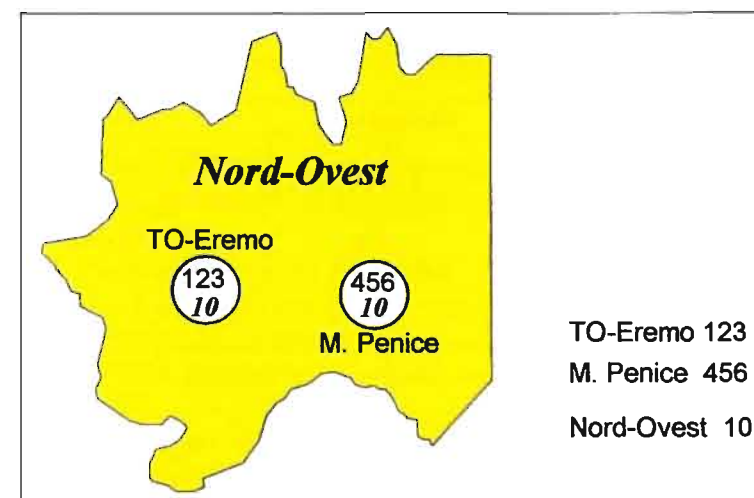 Nord-Ovest
TO-Eremo
123
10
456
10
M. Penice
TO-Eremo 123
M. Penice 456
Nord-Ovest 10